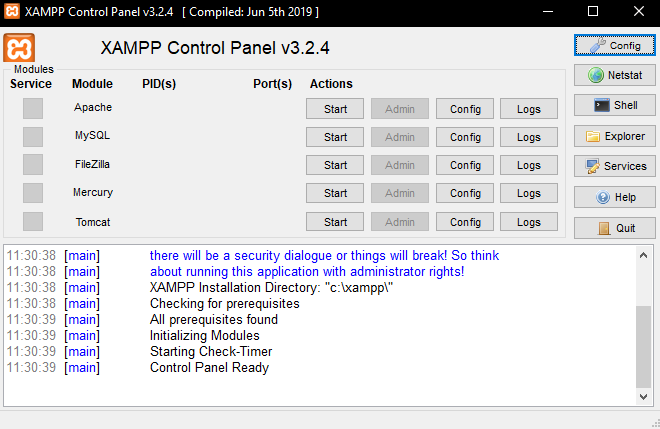 XAMPP Control Panel v3.2.4 [ Compiled: Jun 5th 2019 ]
XAMPP Control Panel v3.2.4
Config
Modules
Service Module PID(s) Port(s) Actions
Netstat
Apache Start Admin Config Logs
Shell
MySQL Start Admin Config Logs
Explorer
FileZilla Start Admin Config Logs
Services
Mercury Start Admin Config Logs
Help
Tomcat Start Admin Config Logs
Quit
11:30:38 [main] there will be a security dialogue or things will break! So think
11:30:38 [main] about running this application with administrator rights!
11:30:38 [main] XAMPP Installation Directory: "c:\xampp\"
11:30:38 [main] Checking for prerequisites
11:30:39 [main] All prerequisites found
11:30:39 [main] Initializing Modules
11:30:39 [main] Starting Check-Timer
11:30:39 [main] Control Panel Ready